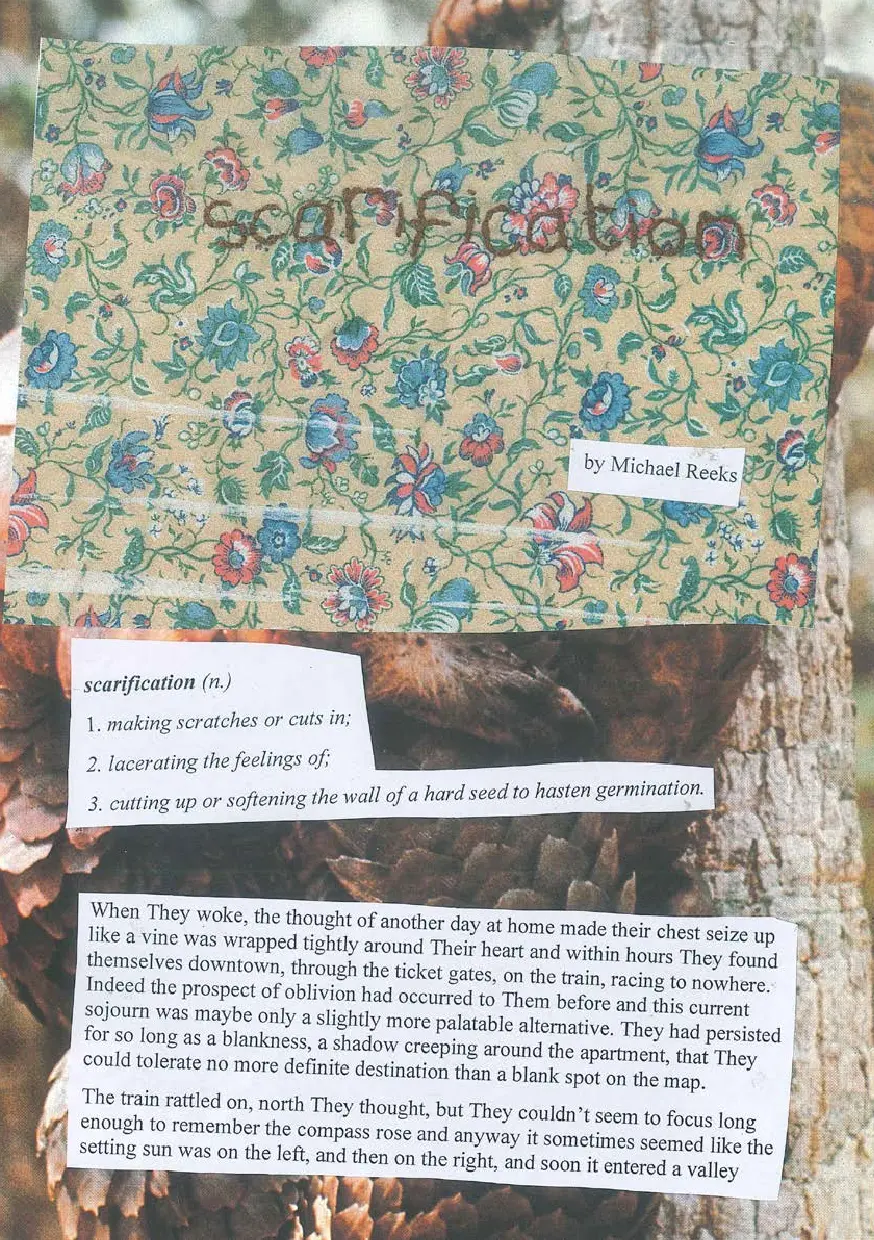 scarification
by Michael Reeks
scarification (n.)
1. making scratches or cuts in;
2. lacerating the feelings of;
3. cutting up or softening the wall of a hard seed to hasten germination.
When They woke, the thought of another day at home made their chest seize up
like a vine was wrapped tightly around Their heart and within hours They found
themselves downtown, through the ticket gates, on the train, racing to nowhere.
Indeed the prospect of oblivion had occurred to Them before and this current
sojourn was maybe only a slightly more palatable alternative. They had persisted
for so long as a blankness, a shadow creeping around the apartment, that They
could tolerate no more definite destination than a blank spot on the map.
The train rattled on, north They thought, but They couldn't seem to focus long
enough to remember the compass rose and anyway it sometimes seemed like the
setting sun was on the left, and then on the right, and soon it entered a valley